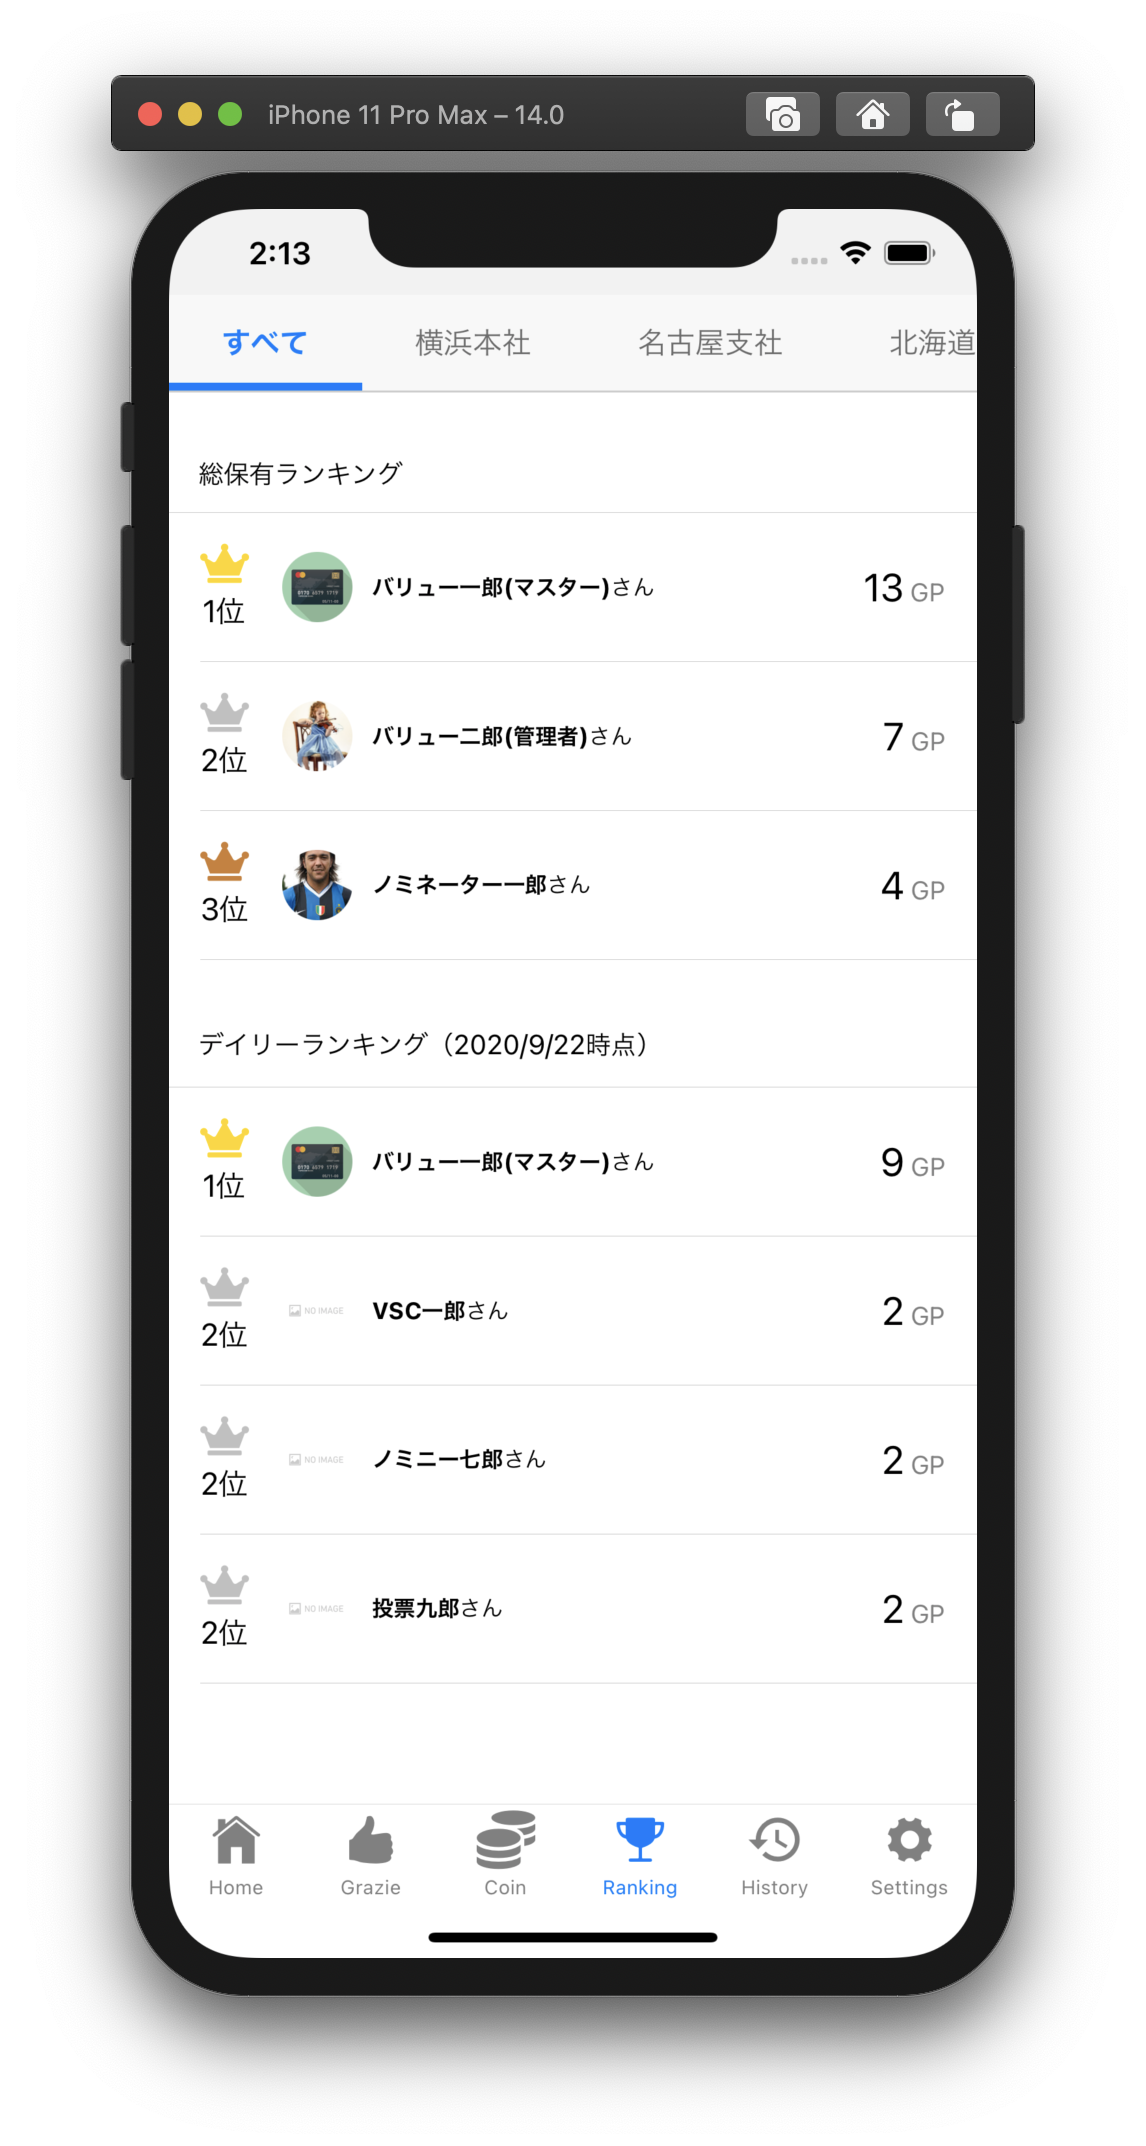 iPhone 11 Pro Max – 14.0
2:13
すべて 横浜本社 名古屋支社 北海道
総保有ランキング
1位 バリュー一郎(マスター)さん 13 GP
2位 バリュー二郎(管理者)さん 7 GP
3位 ノミネーター一郎さん 4 GP
デイリーランキング（2020/9/22時点）
1位 バリュー一郎(マスター)さん 9 GP
2位 NO IMAGE VSC一郎さん 2 GP
2位 NO IMAGE ノミニー七郎さん 2 GP
2位 NO IMAGE 投票九郎さん 2 GP
Home Grazie Coin Ranking History Settings